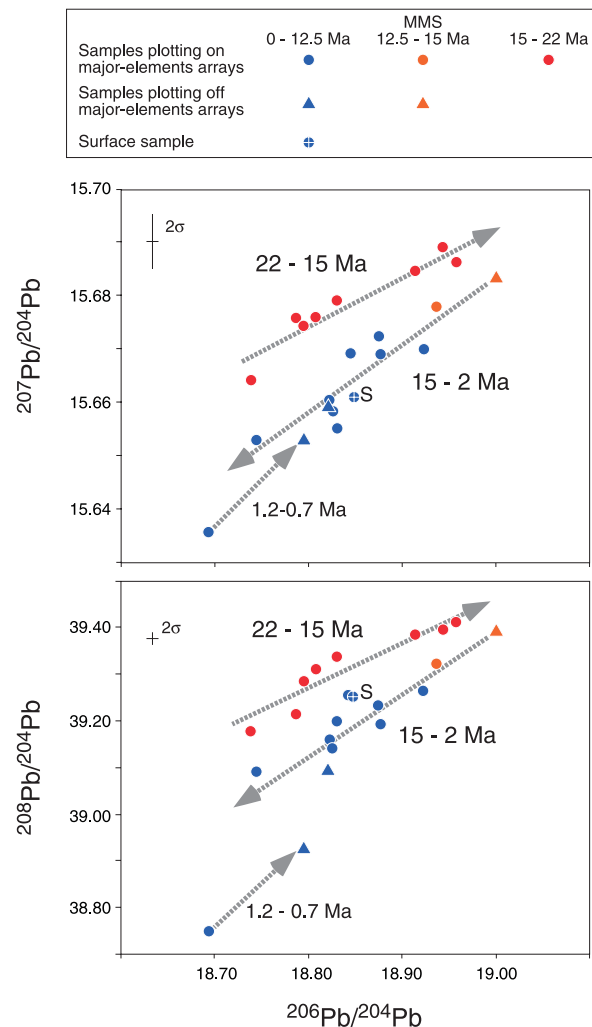 MMS
0 - 12.5 Ma 12.5 - 15 Ma 15 - 22 Ma
Samples plotting on
major-elements arrays
Samples plotting off
major-elements arrays
Surface sample
15.70
2σ
22 - 15 Ma
15.68
207Pb/204Pb
15 - 2 Ma
S
15.66
1.2-0.7 Ma
15.64
39.40
2σ
22 - 15 Ma
S
39.20
15 - 2 Ma
208Pb/204Pb
39.00
1.2 - 0.7 Ma
38.80
18.70 18.80 18.90 19.00
206Pb/204Pb